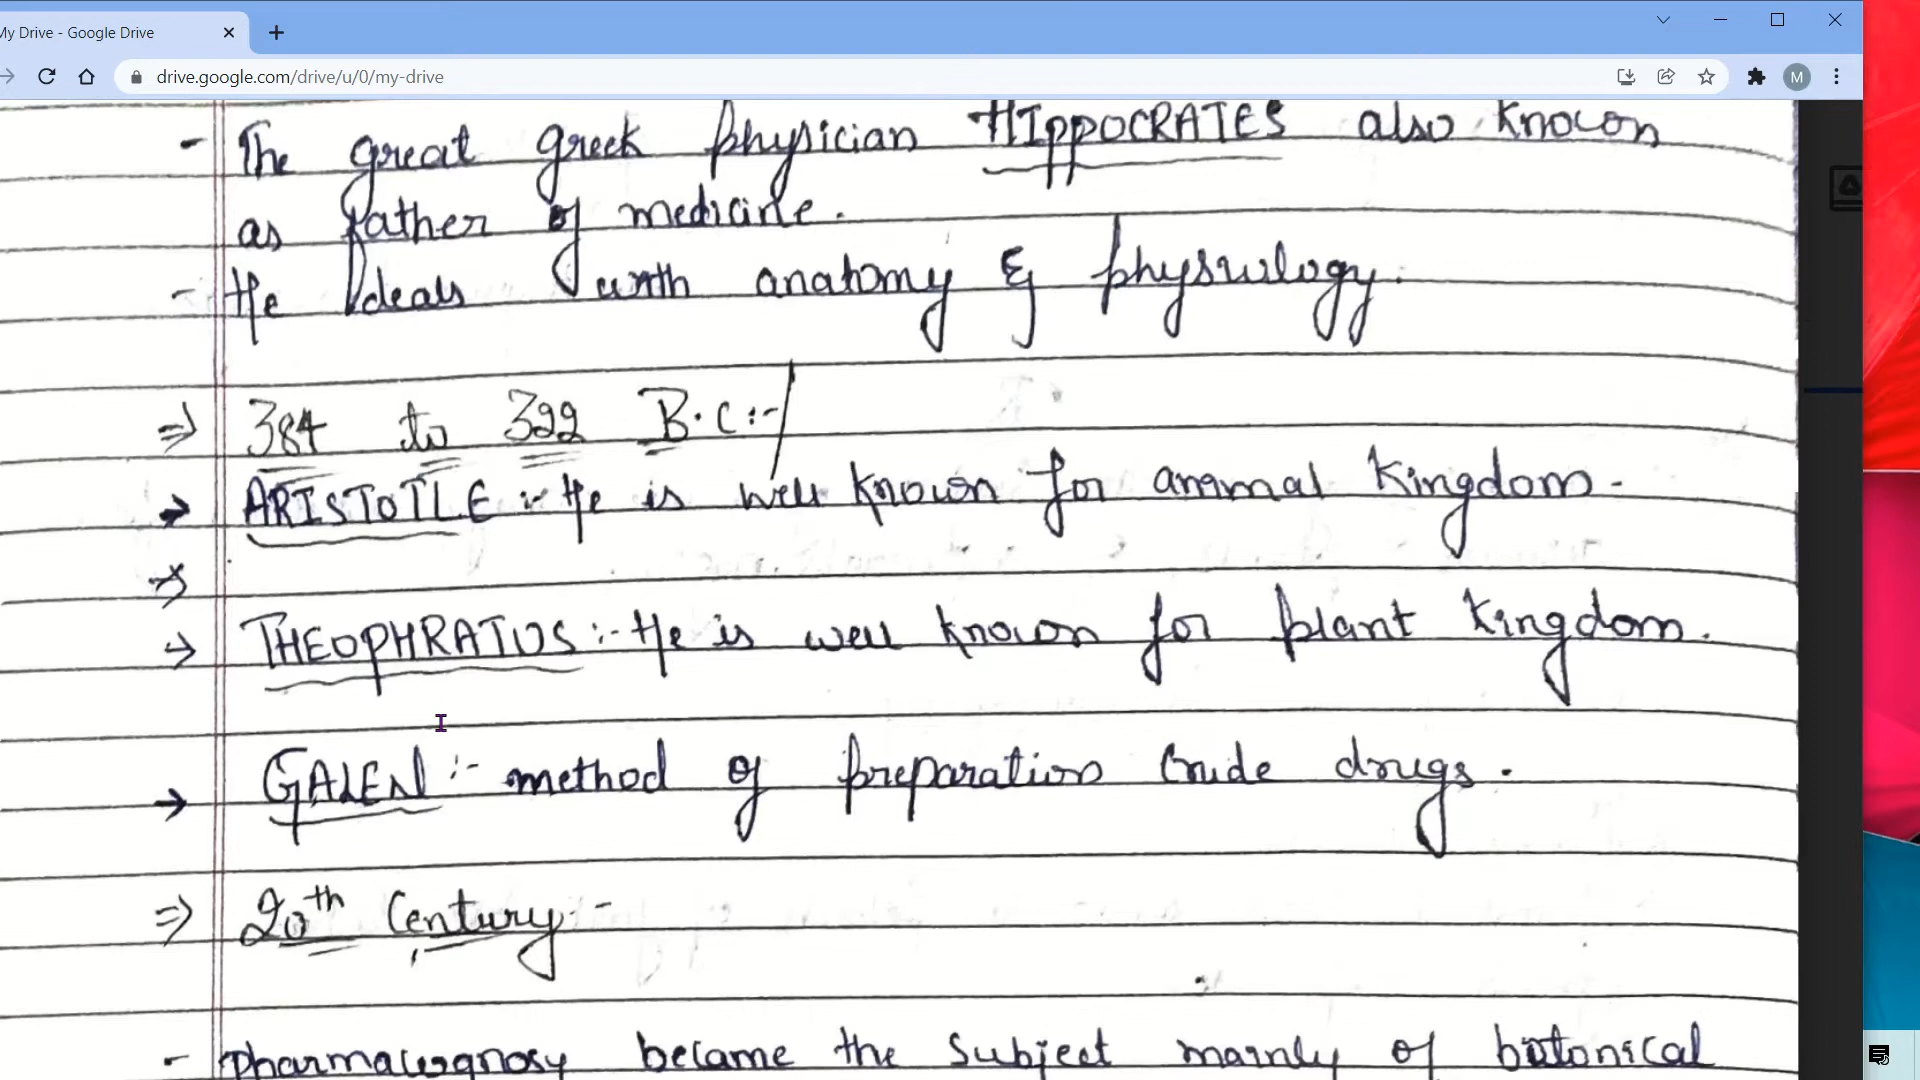 My Drive - Google Drive
drive.google.com/drive/u/0/my-drive
M
- The great greek physician HIPPOCRATES also known
as father of medicine.
- He deals with anatomy & physiology.
⇒ 384 to 322 B.C:-
→ ARISTOTLE :- He is well known for animal kingdom.
→
→ THEOPHRATUS :- He is well known for plant kingdom.
→ GALEN :- method of preparation crude drugs.
⇒ 20th Century:-
- pharmacognosy became the subject mainly of botanical